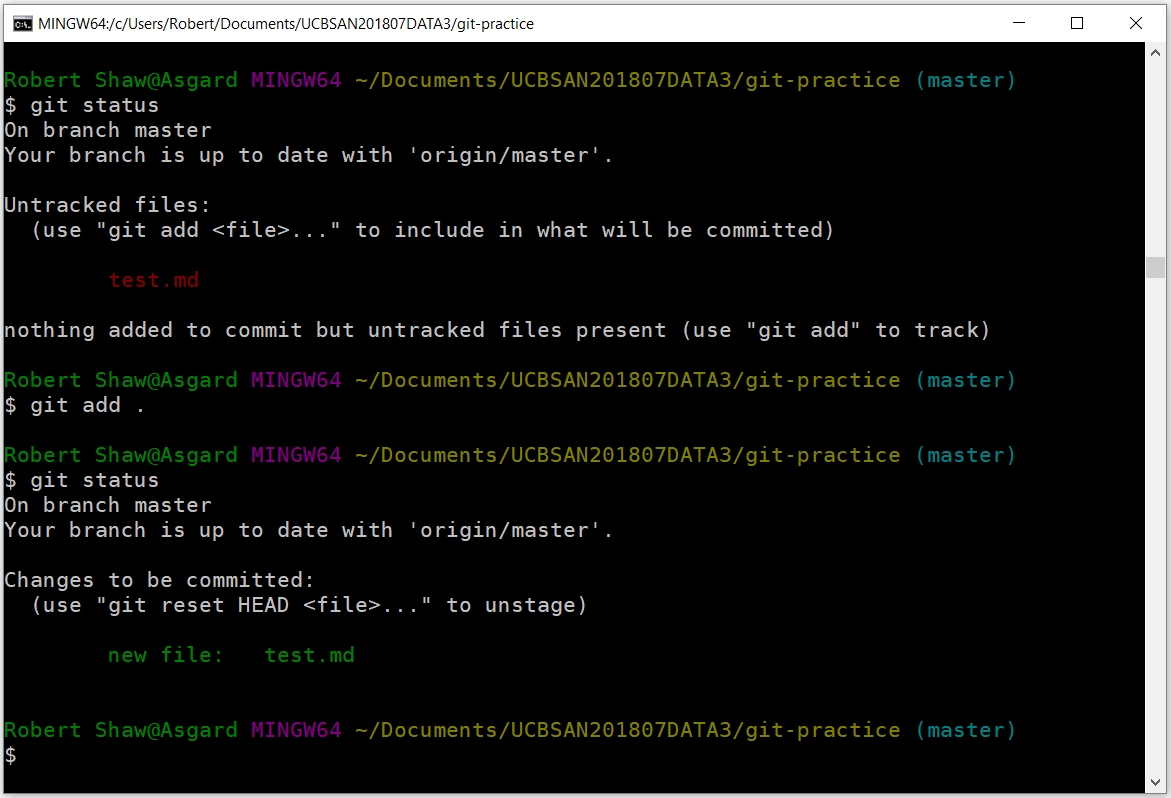 MINGW64:/c/Users/Robert/Documents/UCBSAN201807DATA3/git-practice
Robert Shaw@Asgard MINGW64 ~/Documents/UCBSAN201807DATA3/git-practice (master)
$ git status
On branch master
Your branch is up to date with 'origin/master'.
Untracked files:
  (use "git add <file>..." to include in what will be committed)
        test.md
nothing added to commit but untracked files present (use "git add" to track)
Robert Shaw@Asgard MINGW64 ~/Documents/UCBSAN201807DATA3/git-practice (master)
$ git add .
Robert Shaw@Asgard MINGW64 ~/Documents/UCBSAN201807DATA3/git-practice (master)
$ git status
On branch master
Your branch is up to date with 'origin/master'.
Changes to be committed:
  (use "git reset HEAD <file>..." to unstage)
        new file:   test.md
Robert Shaw@Asgard MINGW64 ~/Documents/UCBSAN201807DATA3/git-practice (master)
$